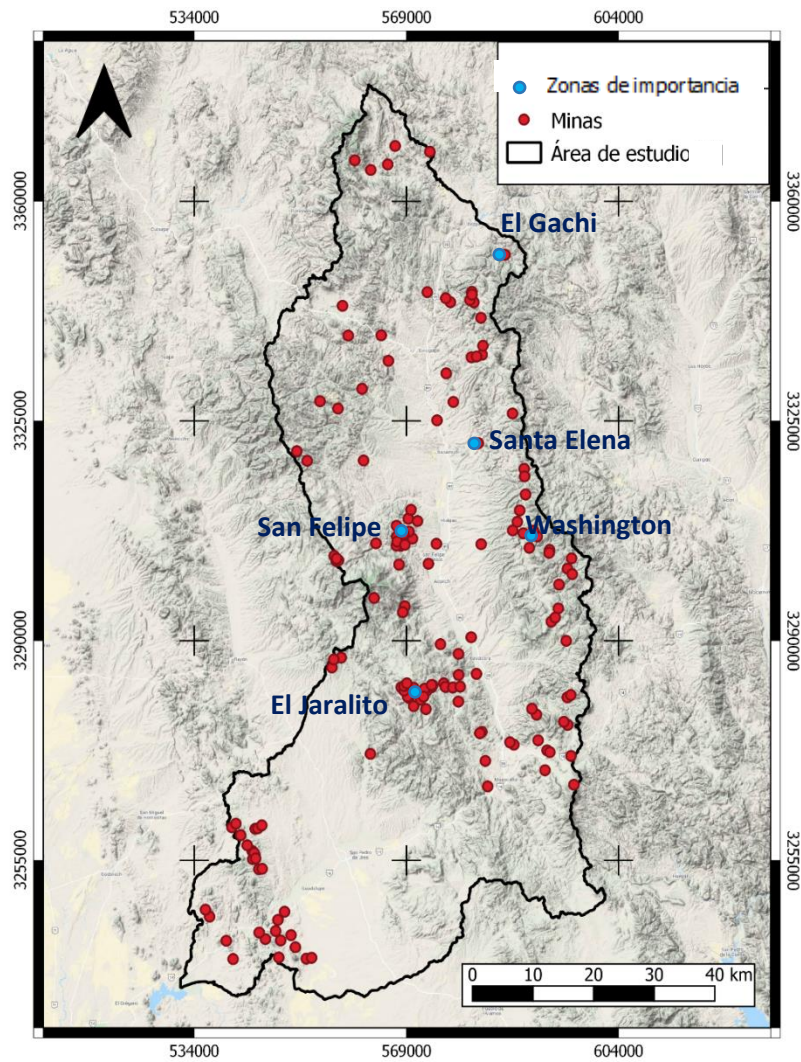 534000 569000 604000
Zonas de importancia
Minas
Área de estudio
3360000 3360000
El Gachi
3325000 3325000
Santa Elena
San Felipe
Washington
3290000 3290000
El Jaralito
3255000 3255000
0 10 20 30 40 km
534000 569000 604000